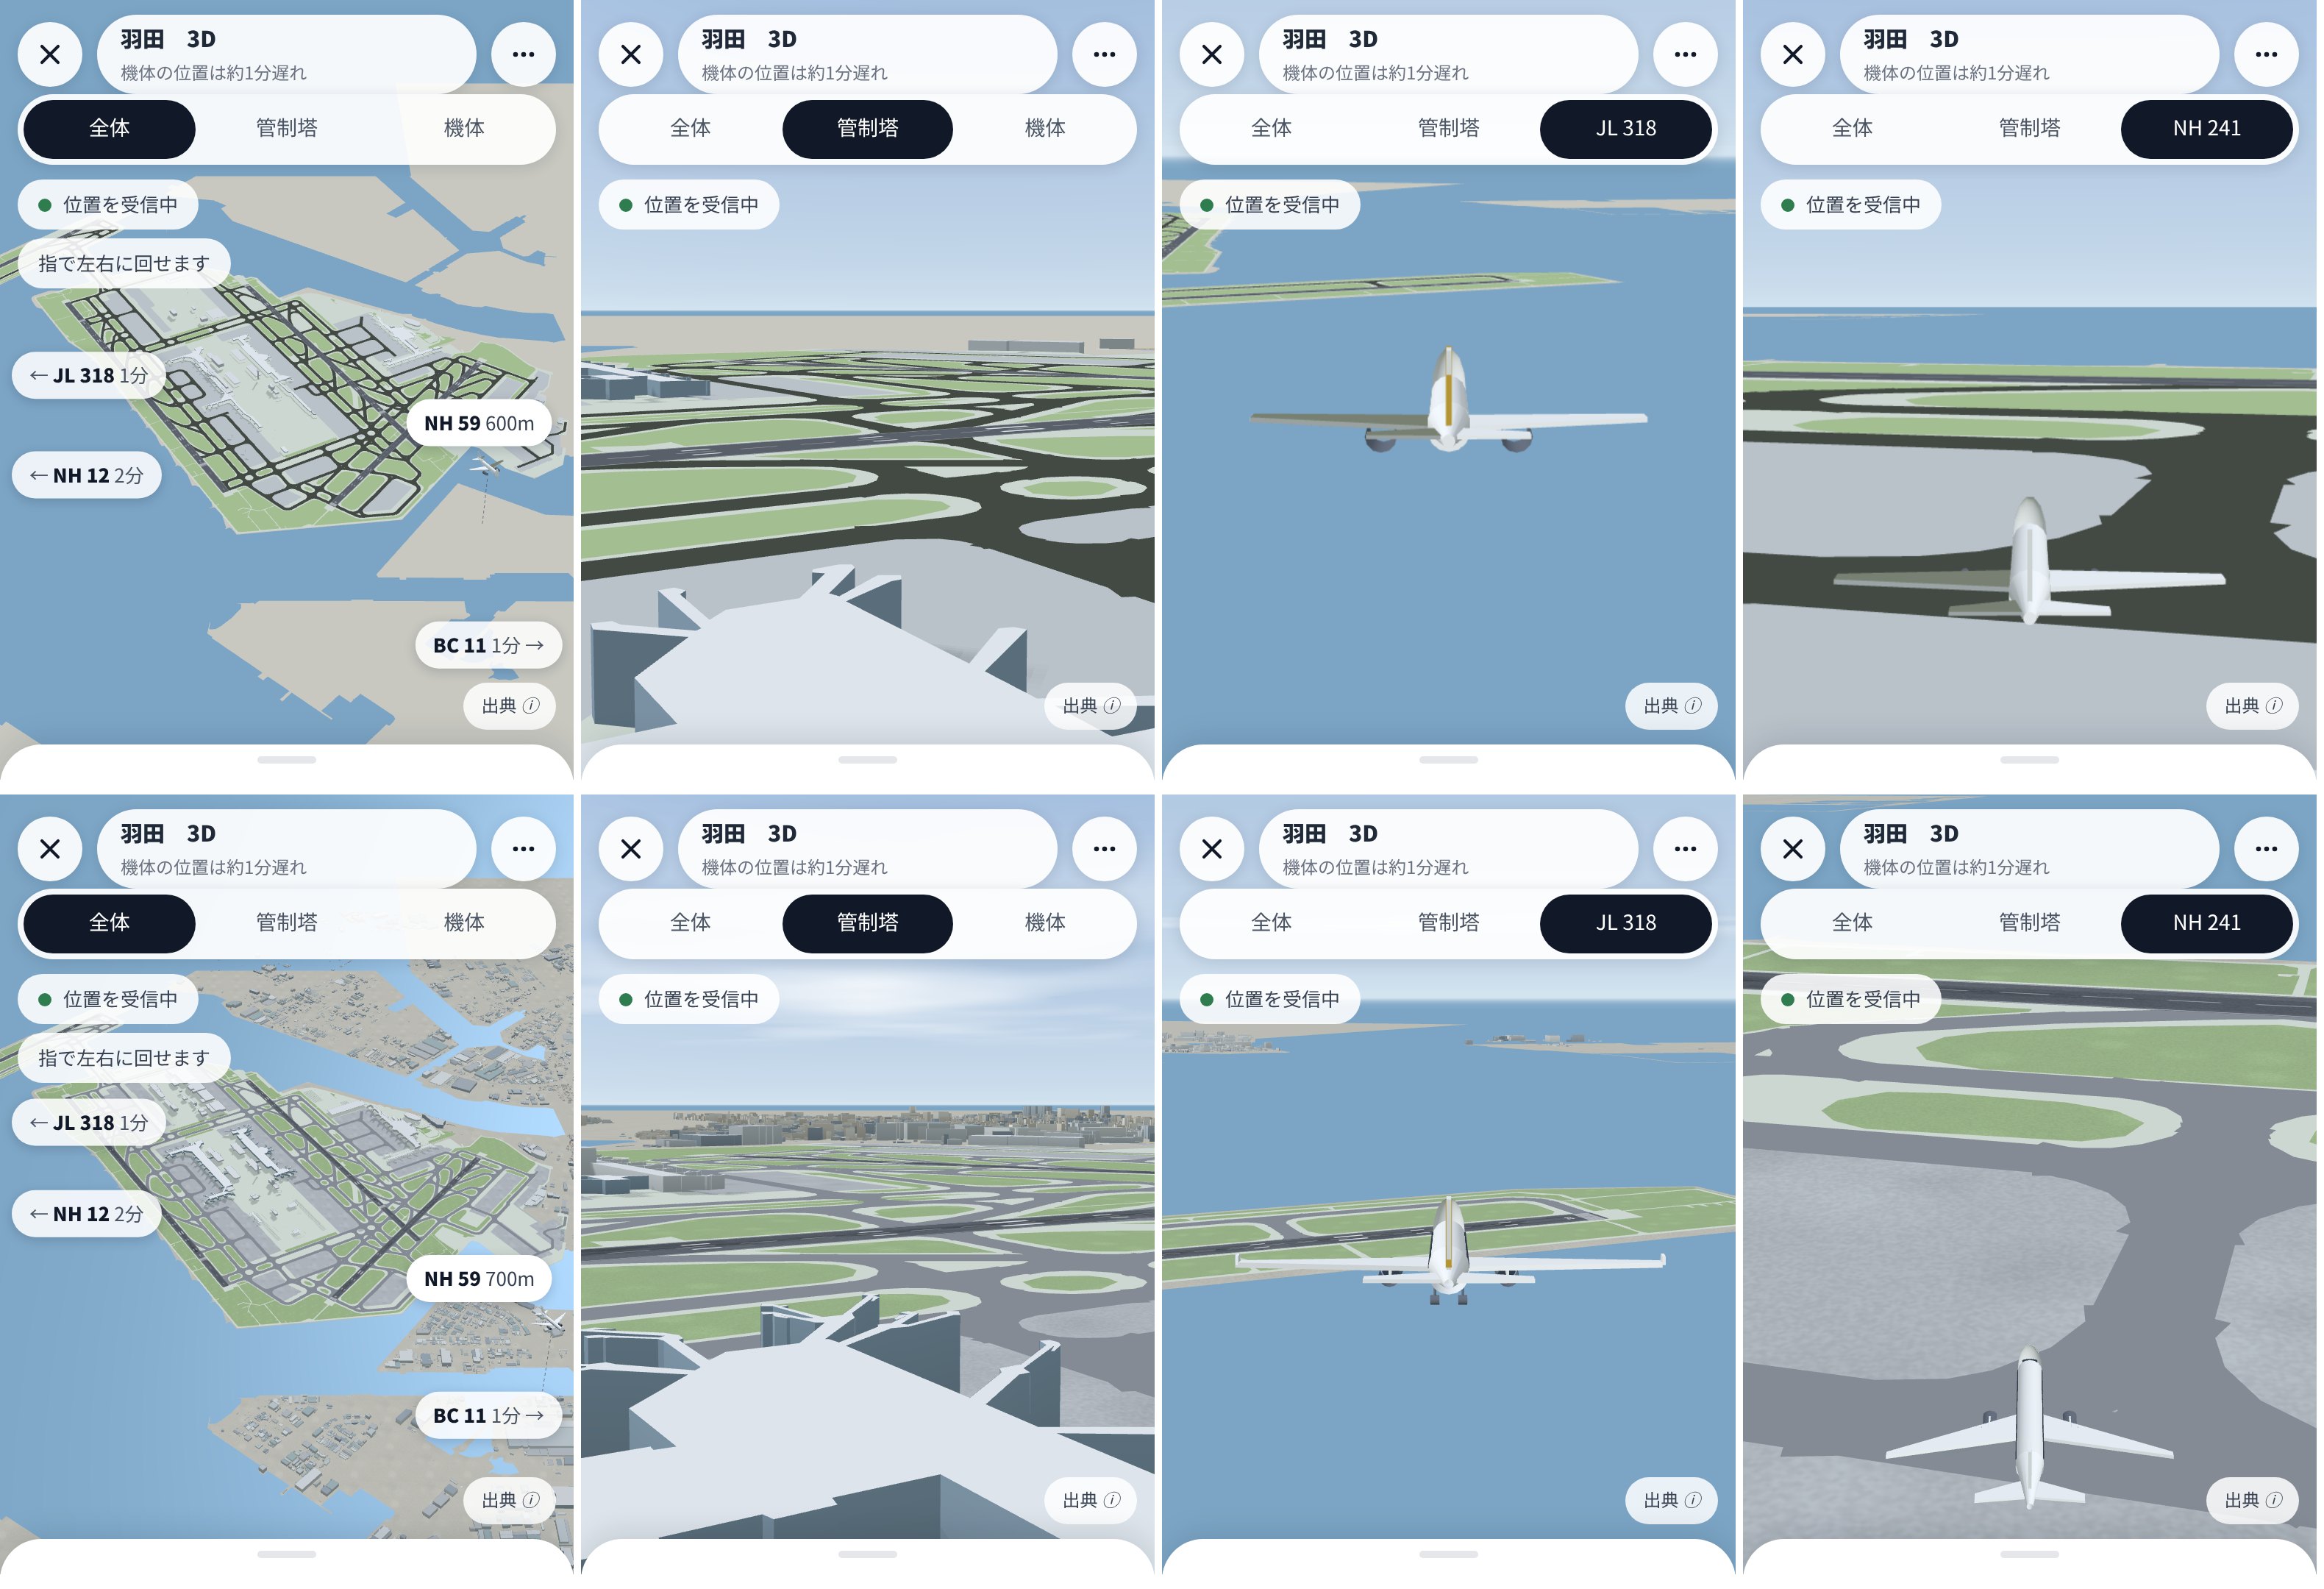 羽田 3D
機体の位置は約1分遅れ
全体 管制塔 機体
位置を受信中
指で左右に回せます
← JL 318 1分
NH 59 600m
← NH 12 2分
BC 11 1分 →
出典 ⓘ
羽田 3D
機体の位置は約1分遅れ
全体 管制塔 機体
位置を受信中
出典 ⓘ
羽田 3D
機体の位置は約1分遅れ
全体 管制塔 JL 318
位置を受信中
出典 ⓘ
羽田 3D
機体の位置は約1分遅れ
全体 管制塔 NH 241
位置を受信中
出典 ⓘ
羽田 3D
機体の位置は約1分遅れ
全体 管制塔 機体
位置を受信中
指で左右に回せます
← JL 318 1分
← NH 12 2分
NH 59 700m
BC 11 1分 →
出典 ⓘ
羽田 3D
機体の位置は約1分遅れ
全体 管制塔 機体
位置を受信中
出典 ⓘ
羽田 3D
機体の位置は約1分遅れ
全体 管制塔 JL 318
位置を受信中
出典 ⓘ
羽田 3D
機体の位置は約1分遅れ
全体 管制塔 NH 241
位置を受信中
出典 ⓘ